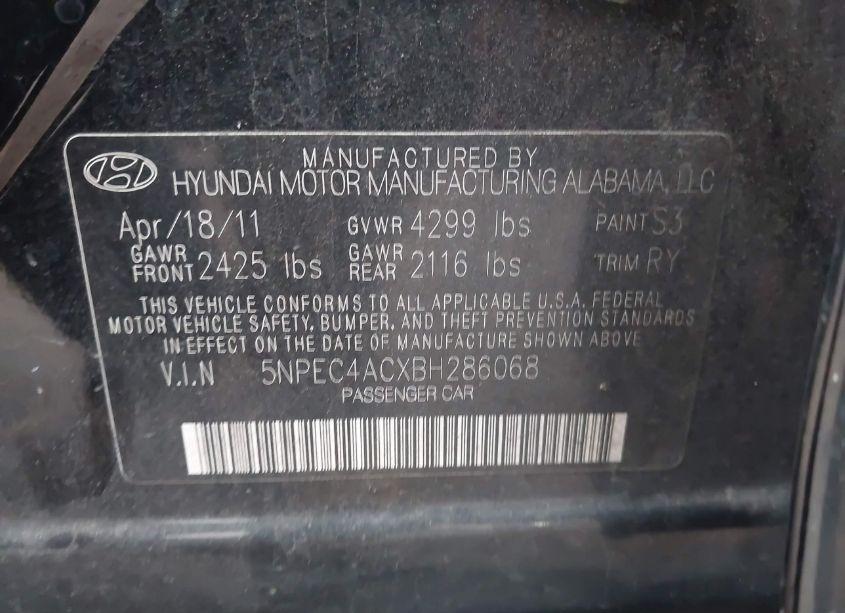 MANUFACTURED BY
HYUNDAI MOTOR MANUFACTURING ALABAMA, LLC
Apr/18/11 GVWR 4299 lbs PAINT S3
GAWR FRONT 2425 lbs GAWR REAR 2116 lbs TRIM RY
THIS VEHICLE CONFORMS TO ALL APPLICABLE U.S.A. FEDERAL
MOTOR VEHICLE SAFETY, BUMPER, AND THEFT PREVENTION STANDARDS
IN EFFECT ON THE DATE OF MANUFACTURE SHOWN ABOVE
V.I.N 5NPEC4ACXBH286068
PASSENGER CAR